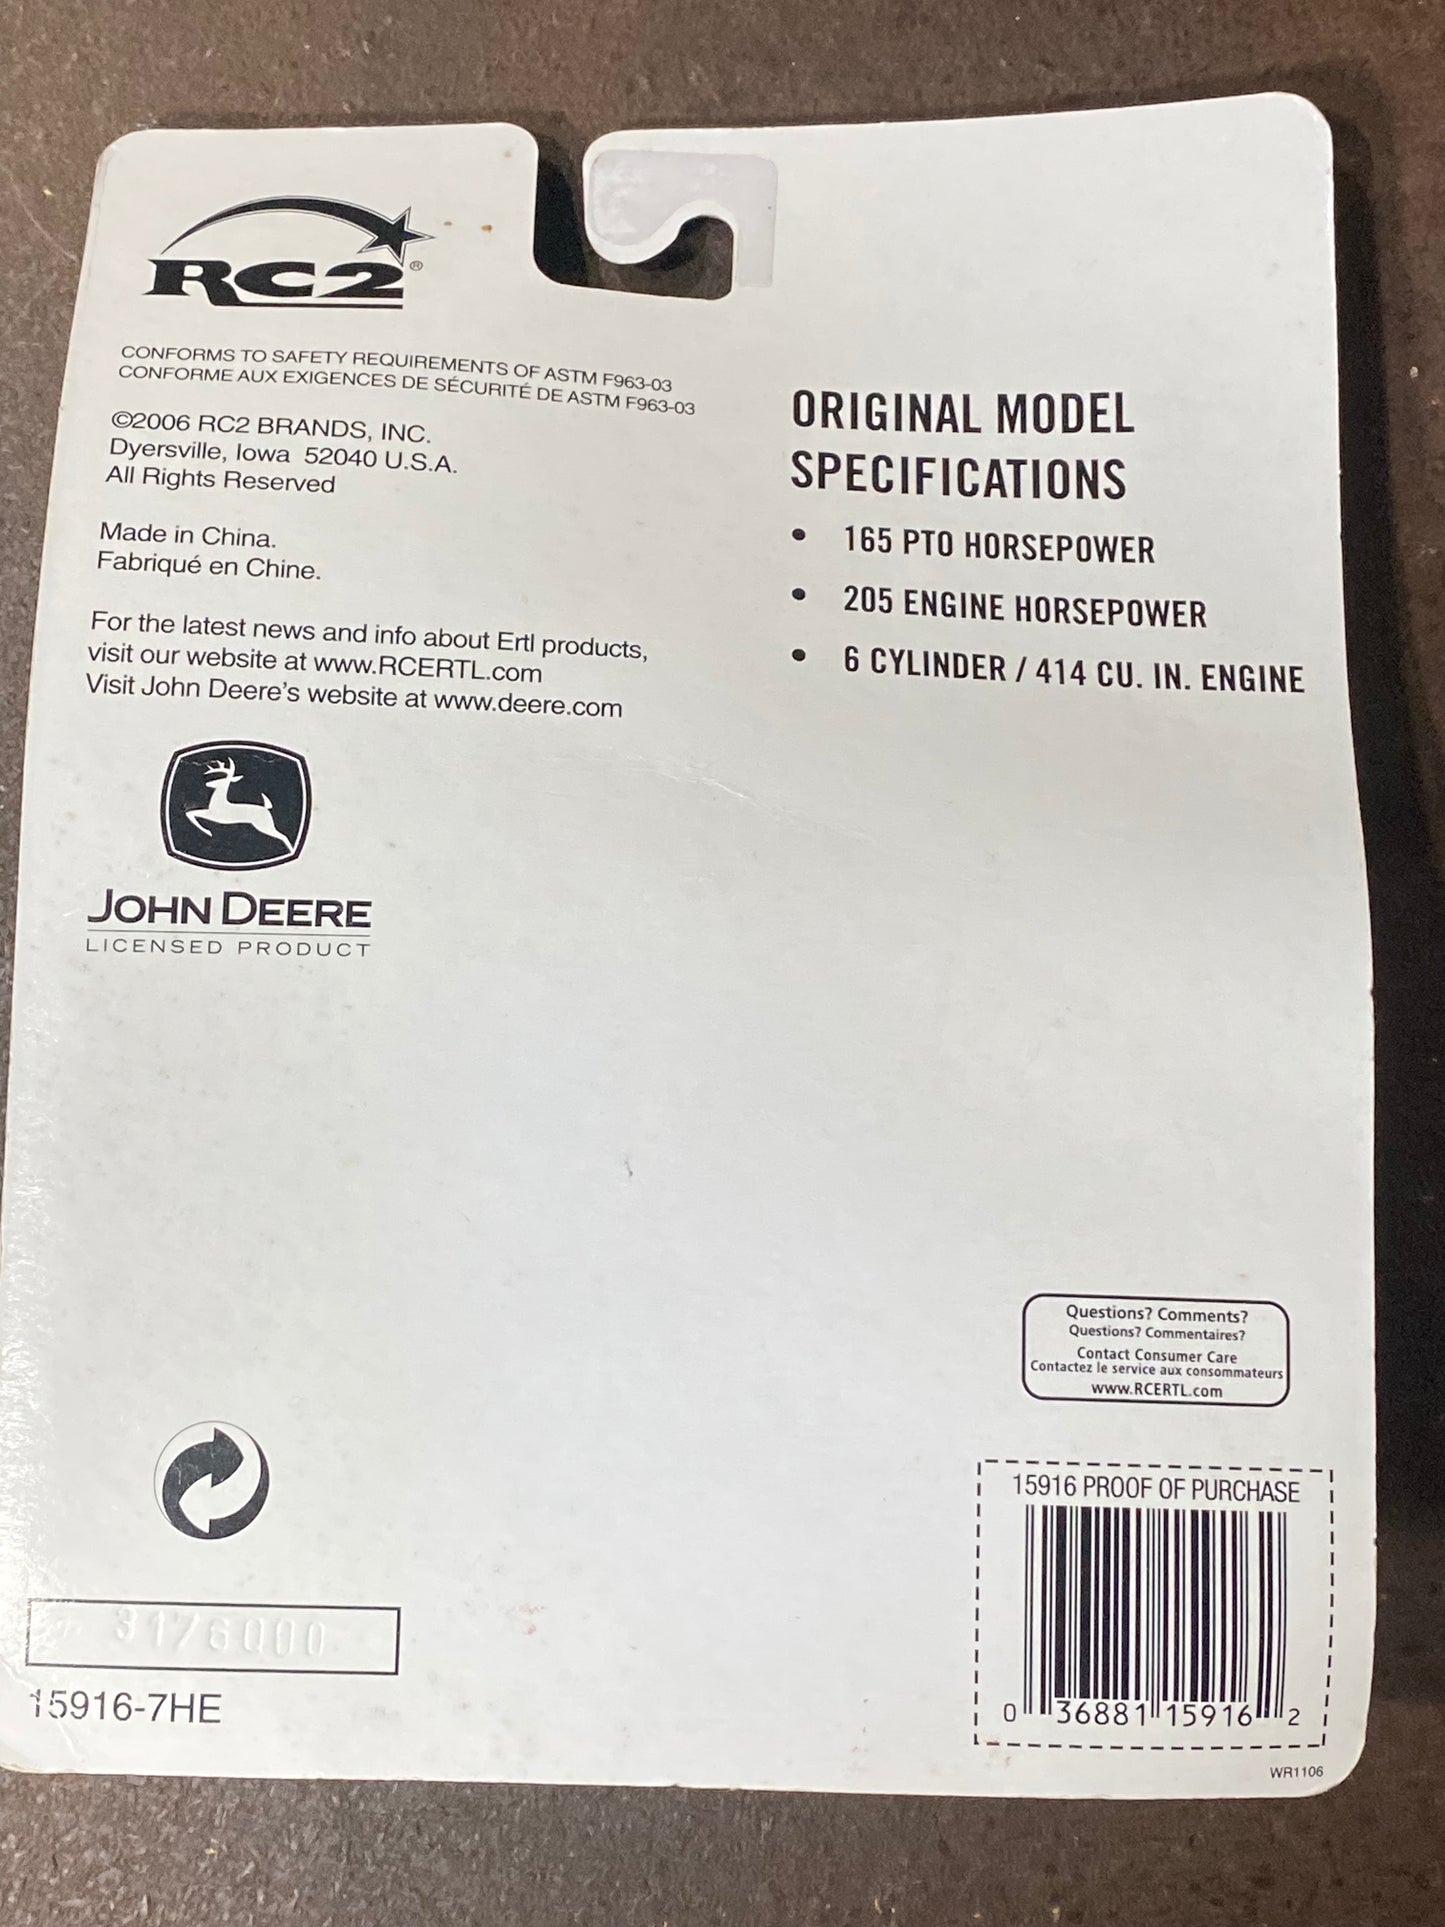 RC2®
CONFORMS TO SAFETY REQUIREMENTS OF ASTM F963-03
CONFORME AUX EXIGENCES DE SÉCURITÉ DE ASTM F963-03
©2006 RC2 BRANDS, INC.
Dyersville, Iowa 52040 U.S.A.
All Rights Reserved
Made in China.
Fabriqué en Chine.
For the latest news and info about Ertl products,
visit our website at www.RCERTL.com
Visit John Deere's website at www.deere.com
JOHN DEERE
LICENSED PRODUCT
ORIGINAL MODEL
SPECIFICATIONS
• 165 PTO HORSEPOWER
• 205 ENGINE HORSEPOWER
• 6 CYLINDER / 414 CU. IN. ENGINE
Questions? Comments?
Questions? Commentaires?
Contact Consumer Care
Contactez le service aux consommateurs
www.RCERTL.com
15916 PROOF OF PURCHASE
0 36881 15916 2
WR1106
15916-7HE